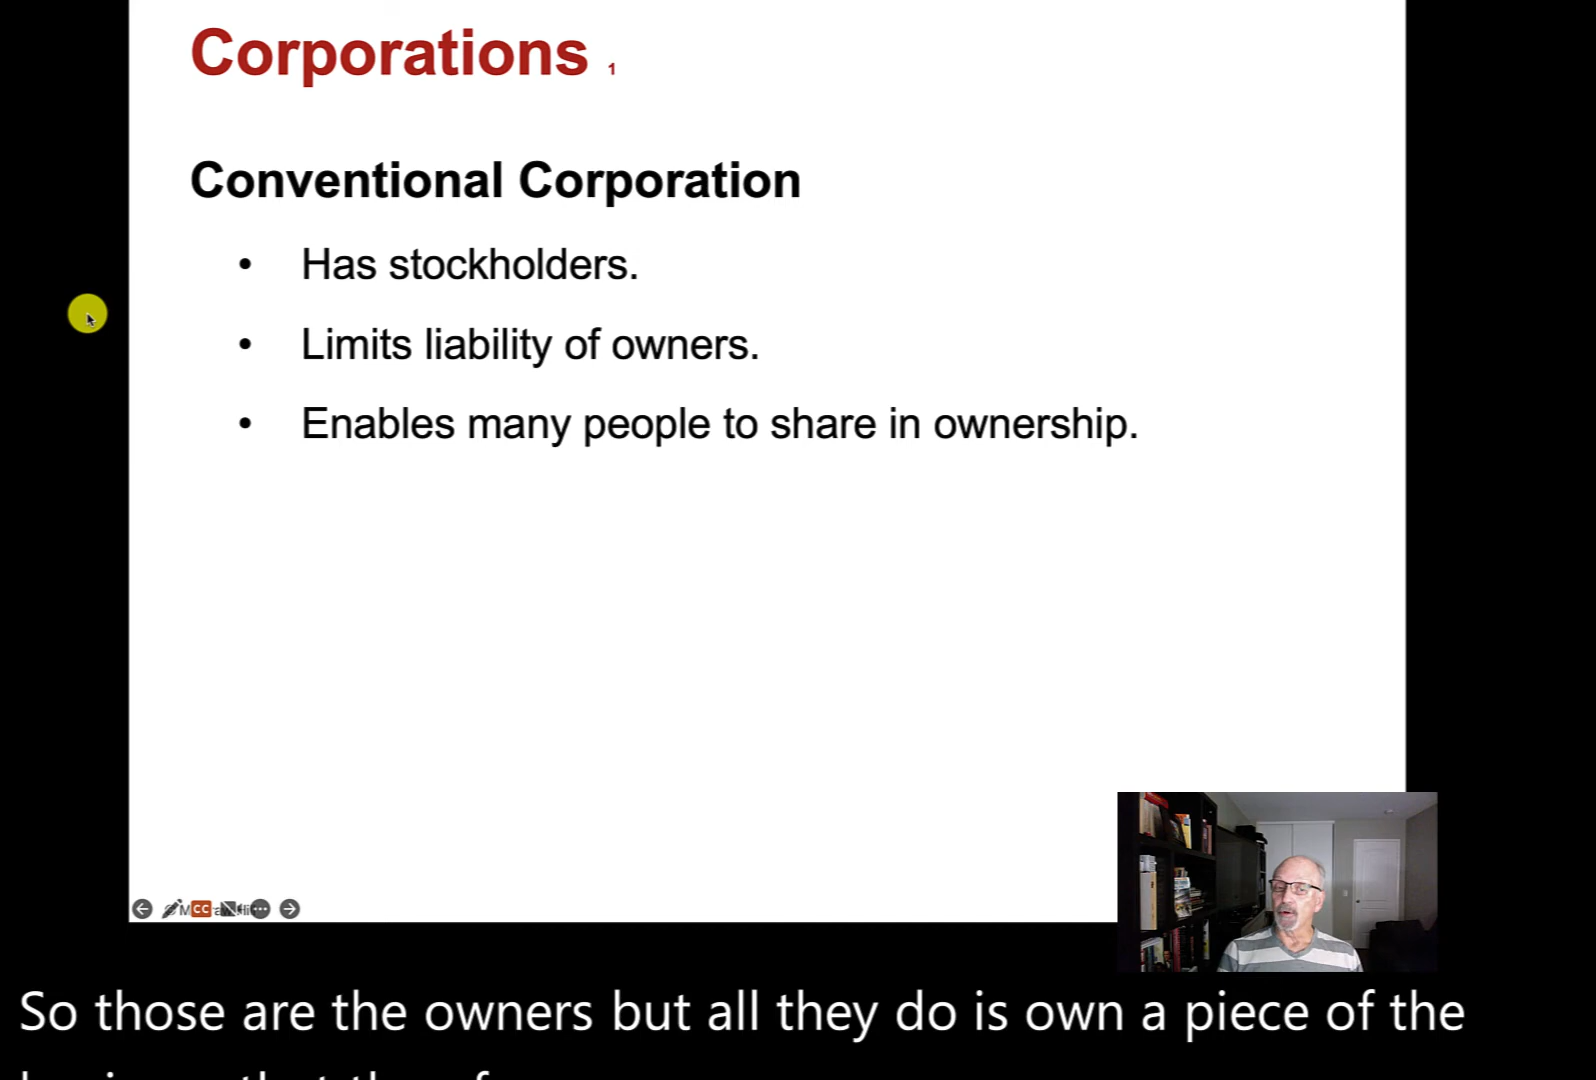 Corporations 1
Conventional Corporation
• Has stockholders.
• Limits liability of owners.
• Enables many people to share in ownership.
CC
So those are the owners but all they do is own a piece of the